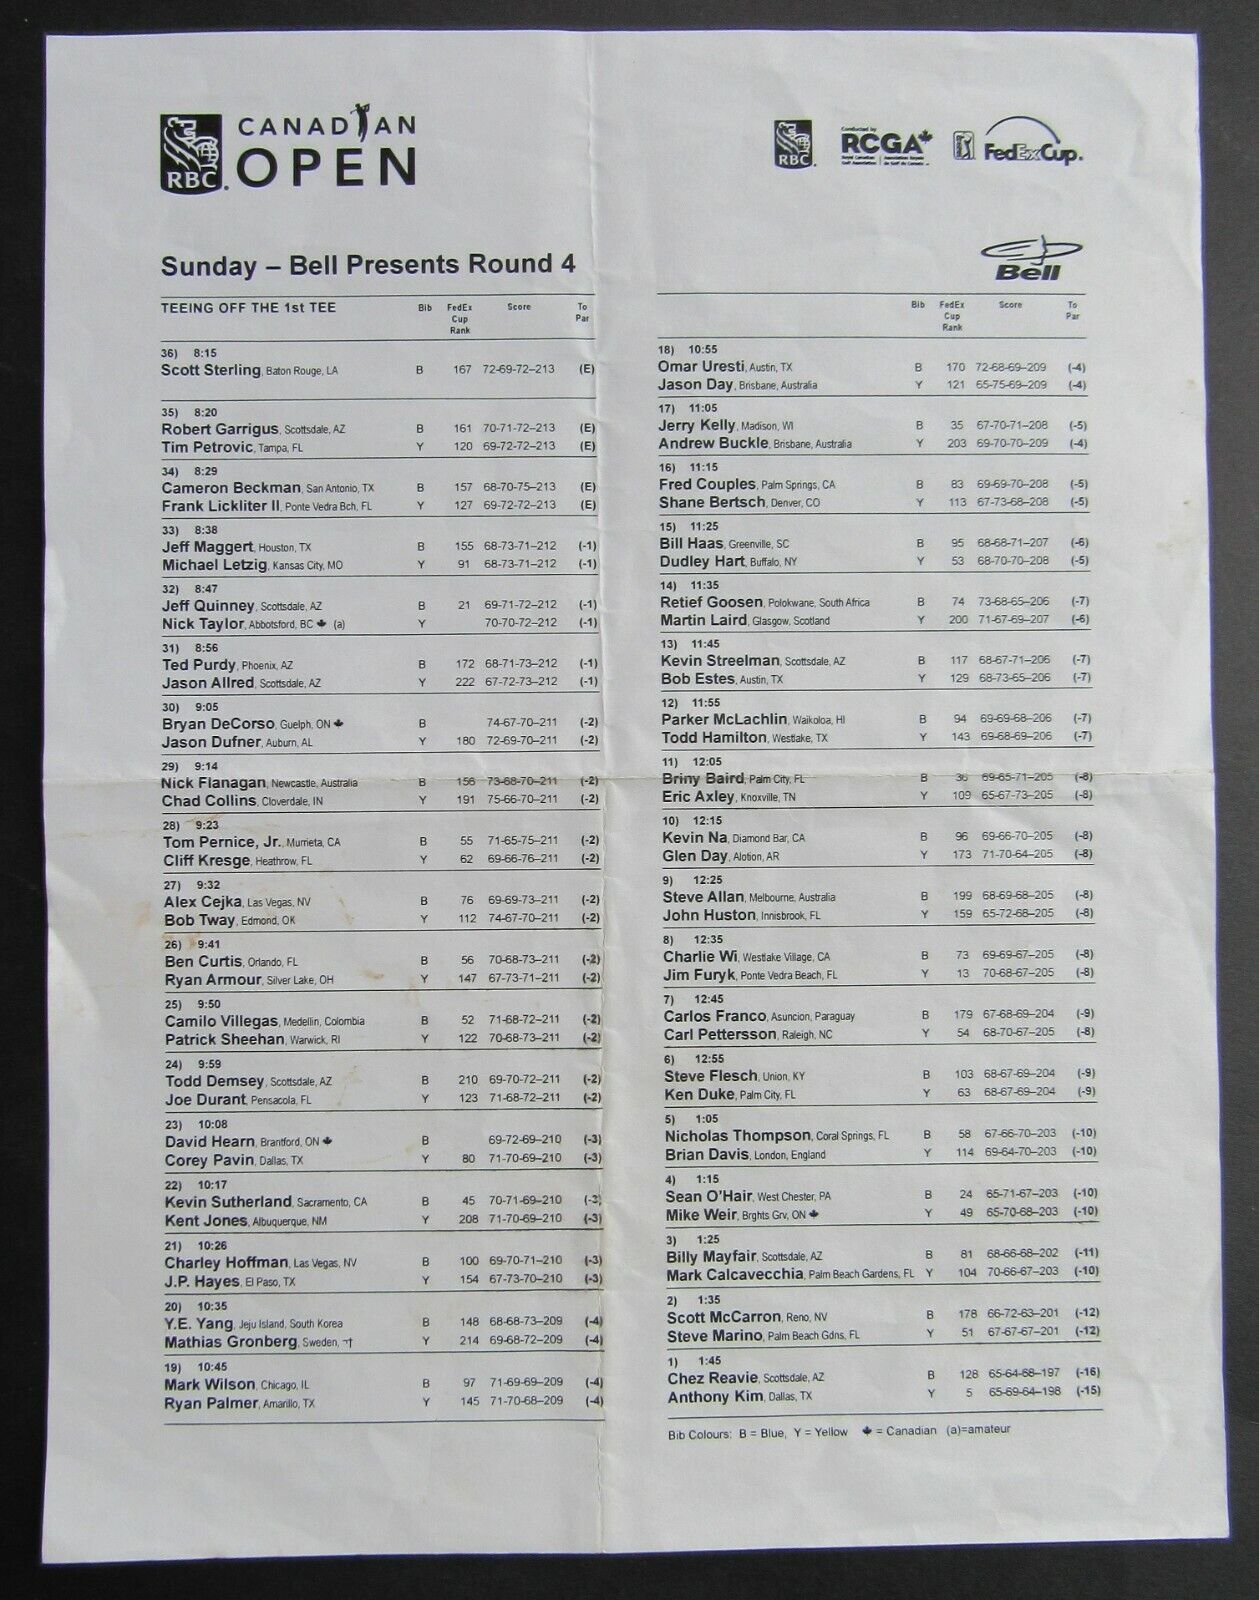 CANADIAN
OPEN
RBC
RBC
Conducted by
RCGA
Royal Canadian Golf Association
Association Royale de Golf du Canada
FedExCup.
Sunday – Bell Presents Round 4
Bell
TEEING OFF THE 1st TEE Bib FedEx Cup Rank Score To Par
36) 8:15
Scott Sterling, Baton Rouge, LA B 167 72-69-72–213 (E)
35) 8:20
Robert Garrigus, Scottsdale, AZ B 161 70-71-72–213 (E)
Tim Petrovic, Tampa, FL Y 120 69-72-72–213 (E)
34) 8:29
Cameron Beckman, San Antonio, TX B 157 68-70-75–213 (E)
Frank Lickliter II, Ponte Vedra Bch, FL Y 127 69-72-72–213 (E)
33) 8:38
Jeff Maggert, Houston, TX B 155 68-73-71–212 (-1)
Michael Letzig, Kansas City, MO Y 91 68-73-71–212 (-1)
32) 8:47
Jeff Quinney, Scottsdale, AZ B 21 69-71-72–212 (-1)
Nick Taylor, Abbotsford, BC (a) Y 70-70-72–212 (-1)
31) 8:56
Ted Purdy, Phoenix, AZ B 172 68-71-73–212 (-1)
Jason Allred, Scottsdale, AZ Y 222 67-72-73–212 (-1)
30) 9:05
Bryan DeCorso, Guelph, ON B 74-67-70–211 (-2)
Jason Dufner, Auburn, AL Y 180 72-69-70–211 (-2)
29) 9:14
Nick Flanagan, Newcastle, Australia B 156 73-68-70–211 (-2)
Chad Collins, Cloverdale, IN Y 191 75-66-70–211 (-2)
28) 9:23
Tom Pernice, Jr., Murrieta, CA B 55 71-65-75–211 (-2)
Cliff Kresge, Heathrow, FL Y 62 69-66-76–211 (-2)
27) 9:32
Alex Cejka, Las Vegas, NV B 76 69-69-73–211 (-2)
Bob Tway, Edmond, OK Y 112 74-67-70–211 (-2)
26) 9:41
Ben Curtis, Orlando, FL B 56 70-68-73–211 (-2)
Ryan Armour, Silver Lake, OH Y 147 67-73-71–211 (-2)
25) 9:50
Camilo Villegas, Medellin, Colombia B 52 71-68-72–211 (-2)
Patrick Sheehan, Warwick, RI Y 122 70-68-73–211 (-2)
24) 9:59
Todd Demsey, Scottsdale, AZ B 210 69-70-72–211 (-2)
Joe Durant, Pensacola, FL Y 123 71-68-72–211 (-2)
23) 10:08
David Hearn, Brantford, ON B 69-72-69–210 (-3)
Corey Pavin, Dallas, TX Y 80 71-70-69–210 (-3)
22) 10:17
Kevin Sutherland, Sacramento, CA B 45 70-71-69–210 (-3)
Kent Jones, Albuquerque, NM Y 208 71-70-69–210 (-3)
21) 10:26
Charley Hoffman, Las Vegas, NV B 100 69-70-71–210 (-3)
J.P. Hayes, El Paso, TX Y 154 67-73-70–210 (-3)
20) 10:35
Y.E. Yang, Jeju Island, South Korea B 148 68-68-73–209 (-4)
Mathias Gronberg, Sweden, ¬† Y 214 69-68-72–209 (-4)
19) 10:45
Mark Wilson, Chicago, IL B 97 71-69-69–209 (-4)
Ryan Palmer, Amarillo, TX Y 145 71-70-68–209 (-4)
Bib FedEx Cup Rank Score To Par
18) 10:55
Omar Uresti, Austin, TX B 170 72-68-69–209 (-4)
Jason Day, Brisbane, Australia Y 121 65-75-69–209 (-4)
17) 11:05
Jerry Kelly, Madison, WI B 35 67-70-71–208 (-5)
Andrew Buckle, Brisbane, Australia Y 203 69-70-70–209 (-4)
16) 11:15
Fred Couples, Palm Springs, CA B 83 69-69-70–208 (-5)
Shane Bertsch, Denver, CO Y 113 67-73-68–208 (-5)
15) 11:25
Bill Haas, Greenville, SC B 95 68-68-71–207 (-6)
Dudley Hart, Buffalo, NY Y 53 68-70-70–208 (-5)
14) 11:35
Retief Goosen, Polokwane, South Africa B 74 73-68-65–206 (-7)
Martin Laird, Glasgow, Scotland Y 200 71-67-69–207 (-6)
13) 11:45
Kevin Streelman, Scottsdale, AZ B 117 68-67-71–206 (-7)
Bob Estes, Austin, TX Y 129 68-73-65–206 (-7)
12) 11:55
Parker McLachlin, Waikoloa, HI B 94 69-69-68–206 (-7)
Todd Hamilton, Westlake, TX Y 143 69-68-69–206 (-7)
11) 12:05
Briny Baird, Palm City, FL B 36 69-65-71–205 (-8)
Eric Axley, Knoxville, TN Y 109 65-67-73–205 (-8)
10) 12:15
Kevin Na, Diamond Bar, CA B 96 69-66-70–205 (-8)
Glen Day, Alotion, AR Y 173 71-70-64–205 (-8)
9) 12:25
Steve Allan, Melbourne, Australia B 199 68-69-68–205 (-8)
John Huston, Innisbrook, FL Y 159 65-72-68–205 (-8)
8) 12:35
Charlie Wi, Westlake Village, CA B 73 69-69-67–205 (-8)
Jim Furyk, Ponte Vedra Beach, FL Y 13 70-68-67–205 (-8)
7) 12:45
Carlos Franco, Asuncion, Paraguay B 179 67-68-69–204 (-9)
Carl Pettersson, Raleigh, NC Y 54 68-70-67–205 (-8)
6) 12:55
Steve Flesch, Union, KY B 103 68-67-69–204 (-9)
Ken Duke, Palm City, FL Y 63 68-67-69–204 (-9)
5) 1:05
Nicholas Thompson, Coral Springs, FL B 58 67-66-70–203 (-10)
Brian Davis, London, England Y 114 69-64-70–203 (-10)
4) 1:15
Sean O'Hair, West Chester, PA B 24 65-71-67–203 (-10)
Mike Weir, Brghts Grv, ON Y 49 65-70-68–203 (-10)
3) 1:25
Billy Mayfair, Scottsdale, AZ B 81 68-66-68–202 (-11)
Mark Calcavecchia, Palm Beach Gardens, FL Y 104 70-66-67–203 (-10)
2) 1:35
Scott McCarron, Reno, NV B 178 66-72-63–201 (-12)
Steve Marino, Palm Beach Gdns, FL Y 51 67-67-67–201 (-12)
1) 1:45
Chez Reavie, Scottsdale, AZ B 128 65-64-68–197 (-16)
Anthony Kim, Dallas, TX Y 5 65-69-64–198 (-15)
Bib Colours: B = Blue, Y = Yellow = Canadian (a)=amateur